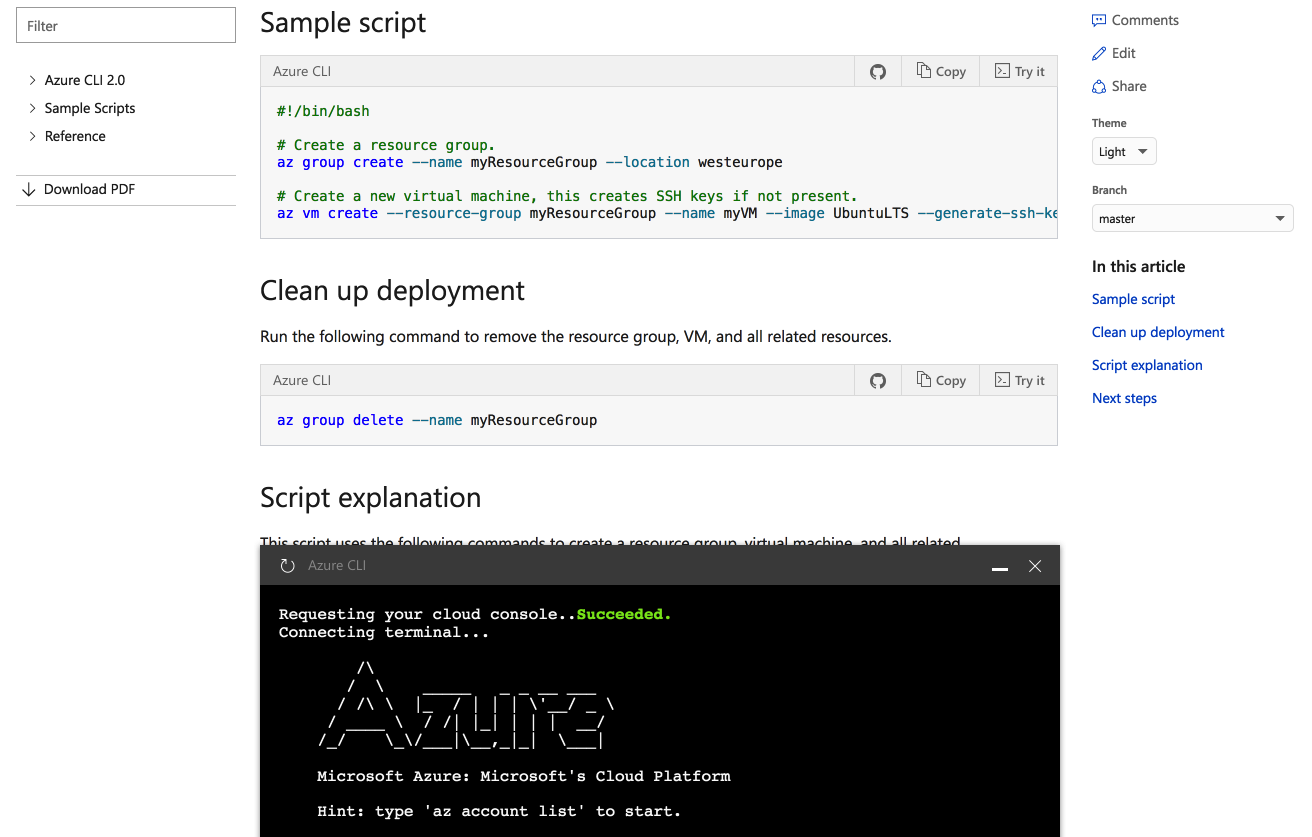 Filter
Azure CLI 2.0
Sample Scripts
Reference
Download PDF
Sample script
Azure CLI
Copy
Try it
#!/bin/bash
# Create a resource group.
az group create --name myResourceGroup --location westeurope
# Create a new virtual machine, this creates SSH keys if not present.
az vm create --resource-group myResourceGroup --name myVM --image UbuntuLTS --generate-ssh-ke
Clean up deployment
Run the following command to remove the resource group, VM, and all related resources.
Azure CLI
Copy
Try it
az group delete --name myResourceGroup
Script explanation
This script uses the following commands to create a resource group, virtual machine, and all related
Azure CLI
Requesting your cloud console..Succeeded.
Connecting terminal...
Azure
Microsoft Azure: Microsoft's Cloud Platform
Hint: type 'az account list' to start.
Comments
Edit
Share
Theme
Light
Branch
master
In this article
Sample script
Clean up deployment
Script explanation
Next steps